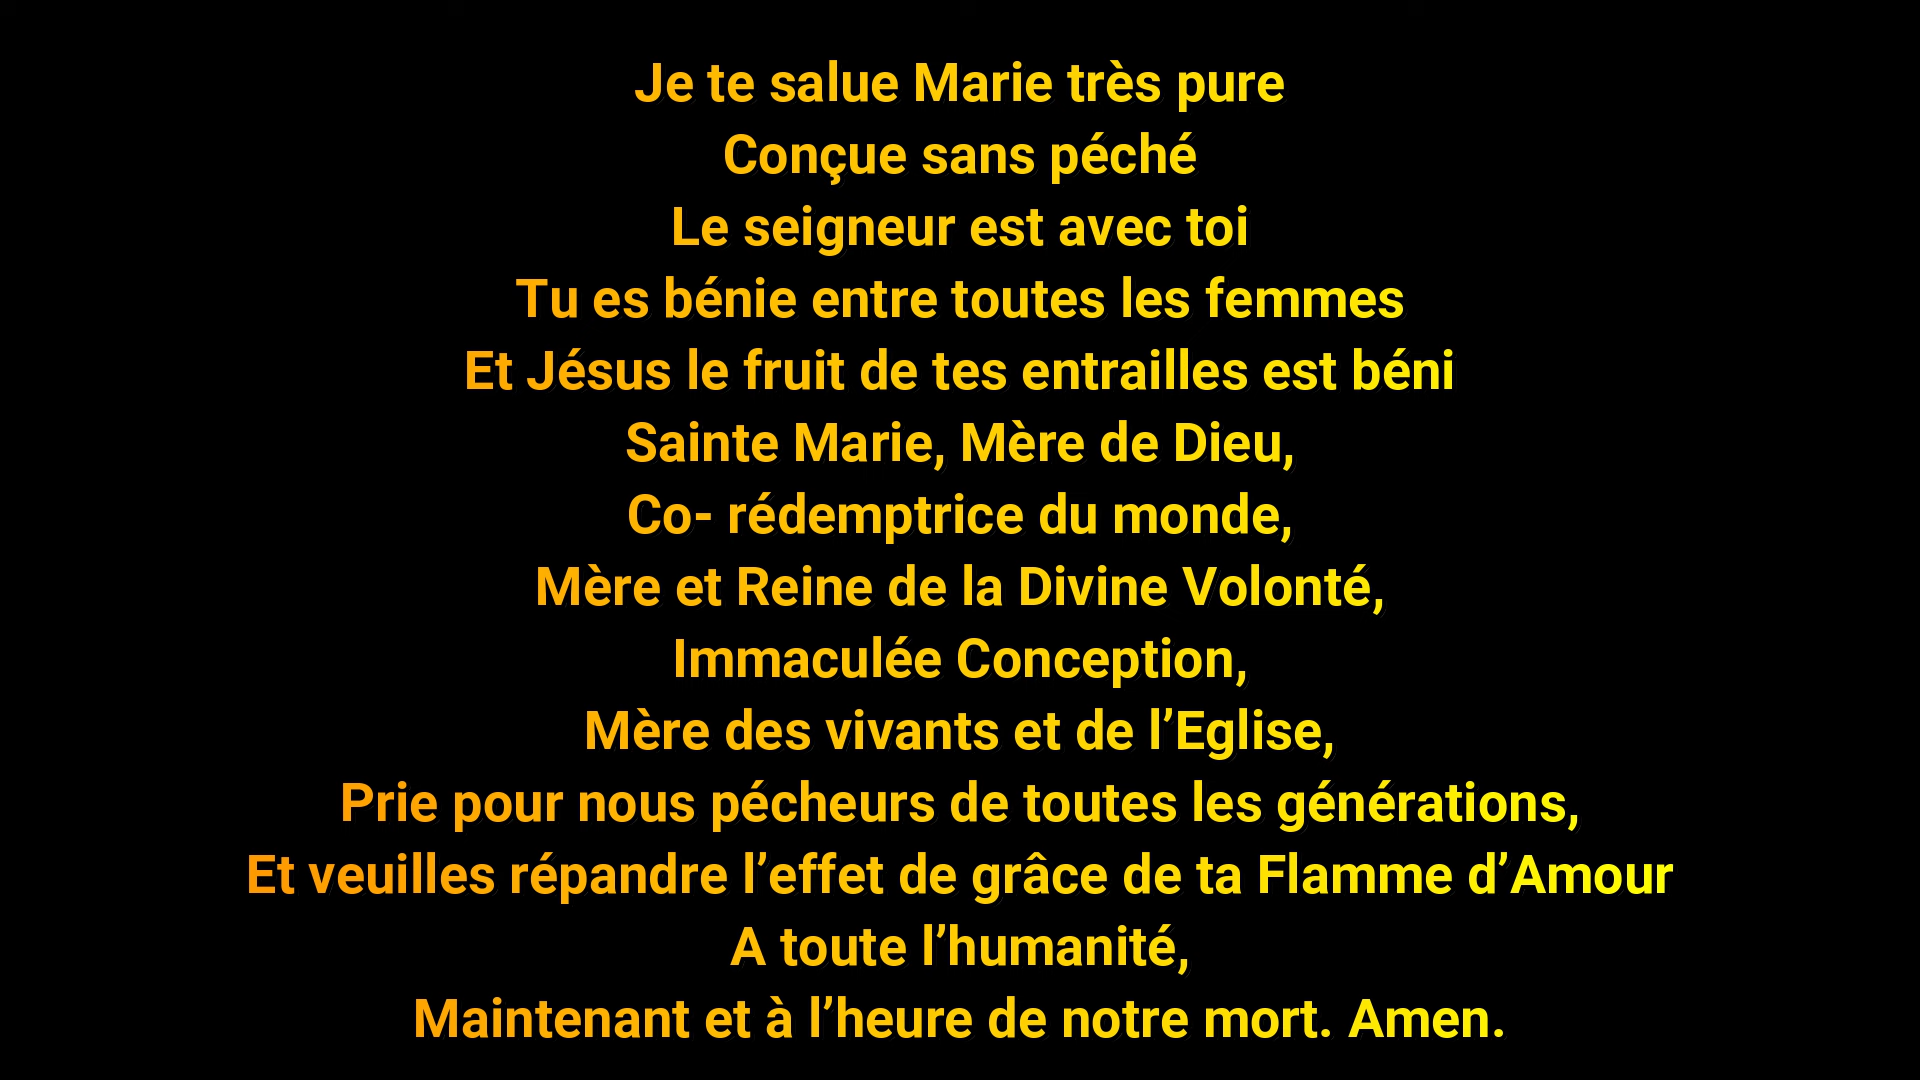 Je te salue Marie très pure
Conçue sans péché
Le seigneur est avec toi
Tu es bénie entre toutes les femmes
Et Jésus le fruit de tes entrailles est béni
Sainte Marie, Mère de Dieu,
Co- rédemptrice du monde,
Mère et Reine de la Divine Volonté,
Immaculée Conception,
Mère des vivants et de l’Eglise,
Prie pour nous pécheurs de toutes les générations,
Et veuilles répandre l’effet de grâce de ta Flamme d’Amour
A toute l’humanité,
Maintenant et à l’heure de notre mort. Amen.